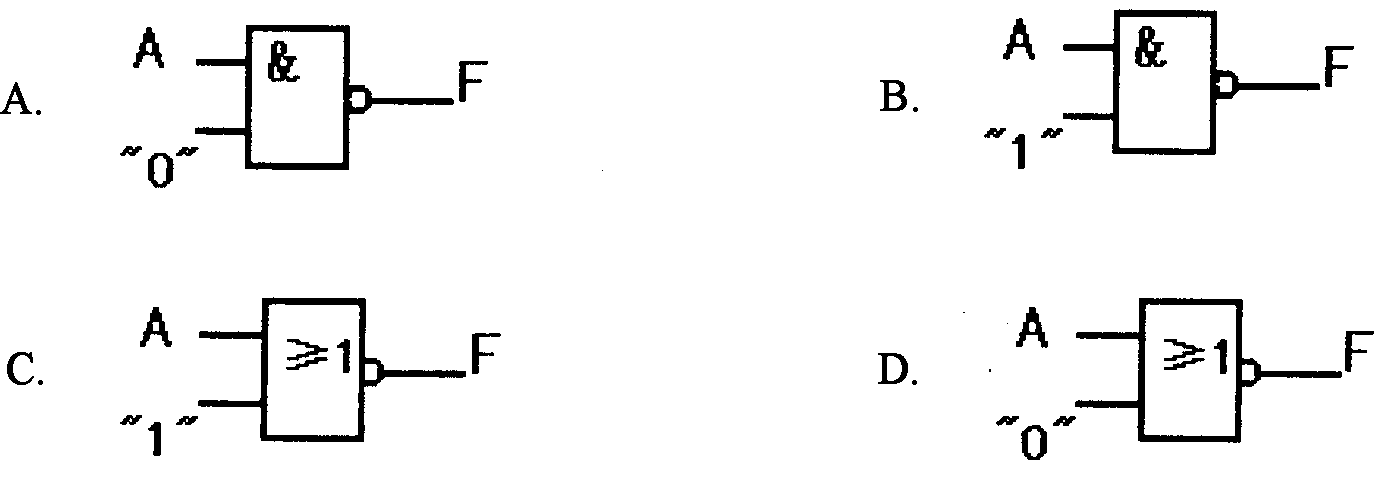 A. A & F
"0"
B. A & F
"1"
C. A ≥1 F
"1"
D. A ≥1 F
"0"